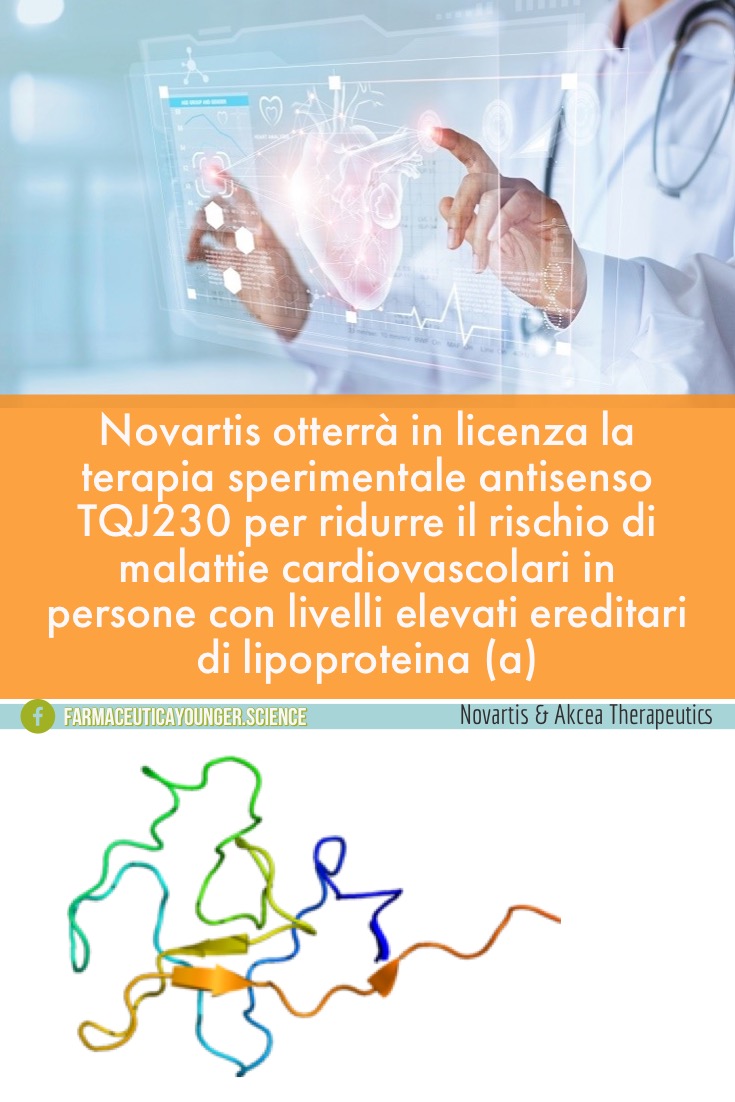 Novartis otterrà in licenza la
terapia sperimentale antisenso
TQJ230 per ridurre il rischio di
malattie cardiovascolari in
persone con livelli elevati ereditari
di lipoproteina (a)
FARMACEUTICAYOUNGER.SCIENCE
Novartis & Akcea Therapeutics